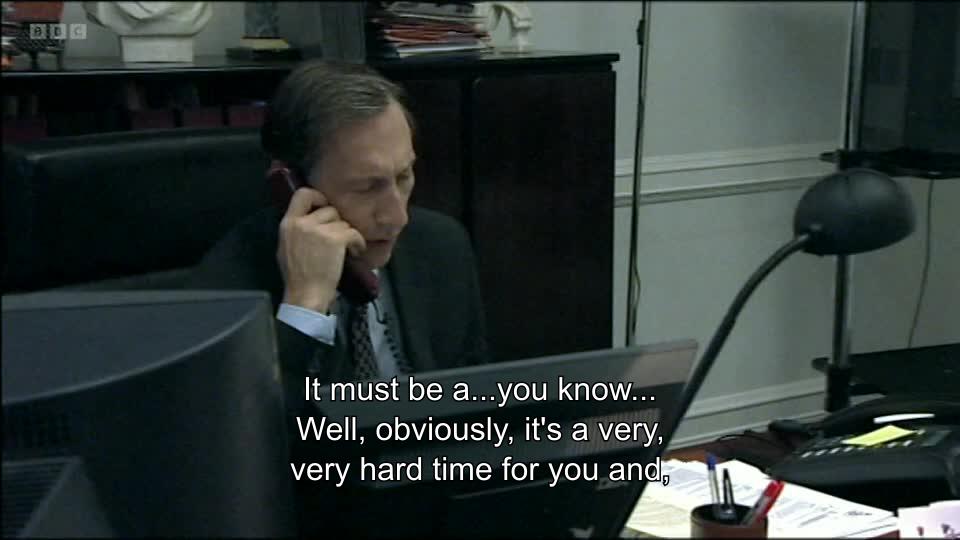 BBC
It must be a...you know...
Well, obviously, it's a very,
very hard time for you and,